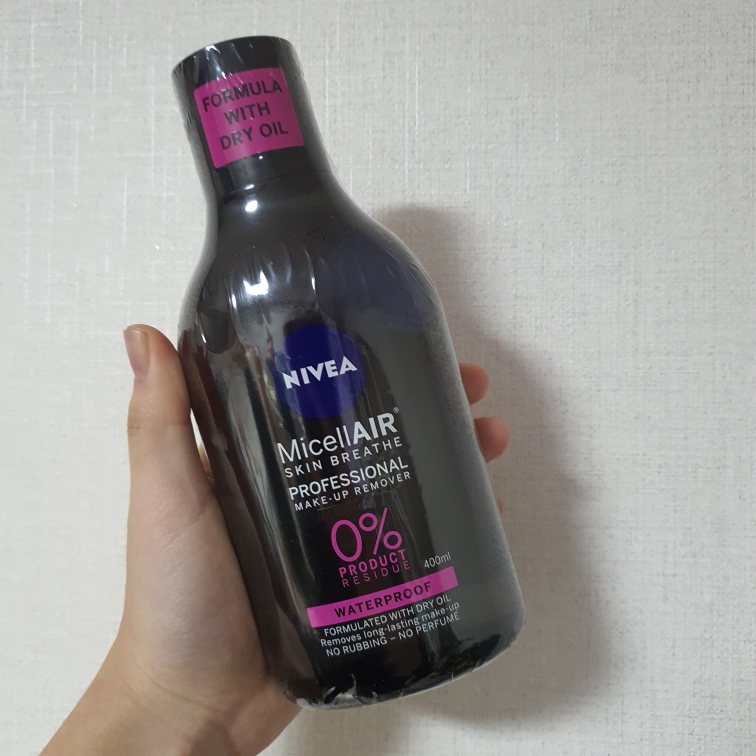 FORMULA
WITH
DRY OIL
NIVEA
MicellAIR®
SKIN BREATHE
PROFESSIONAL
MAKE-UP REMOVER
0%
PRODUCT
RESIDUE
400ml
WATERPROOF
FORMULATED WITH DRY OIL
Removes long-lasting make-up
NO RUBBING – NO PERFUME